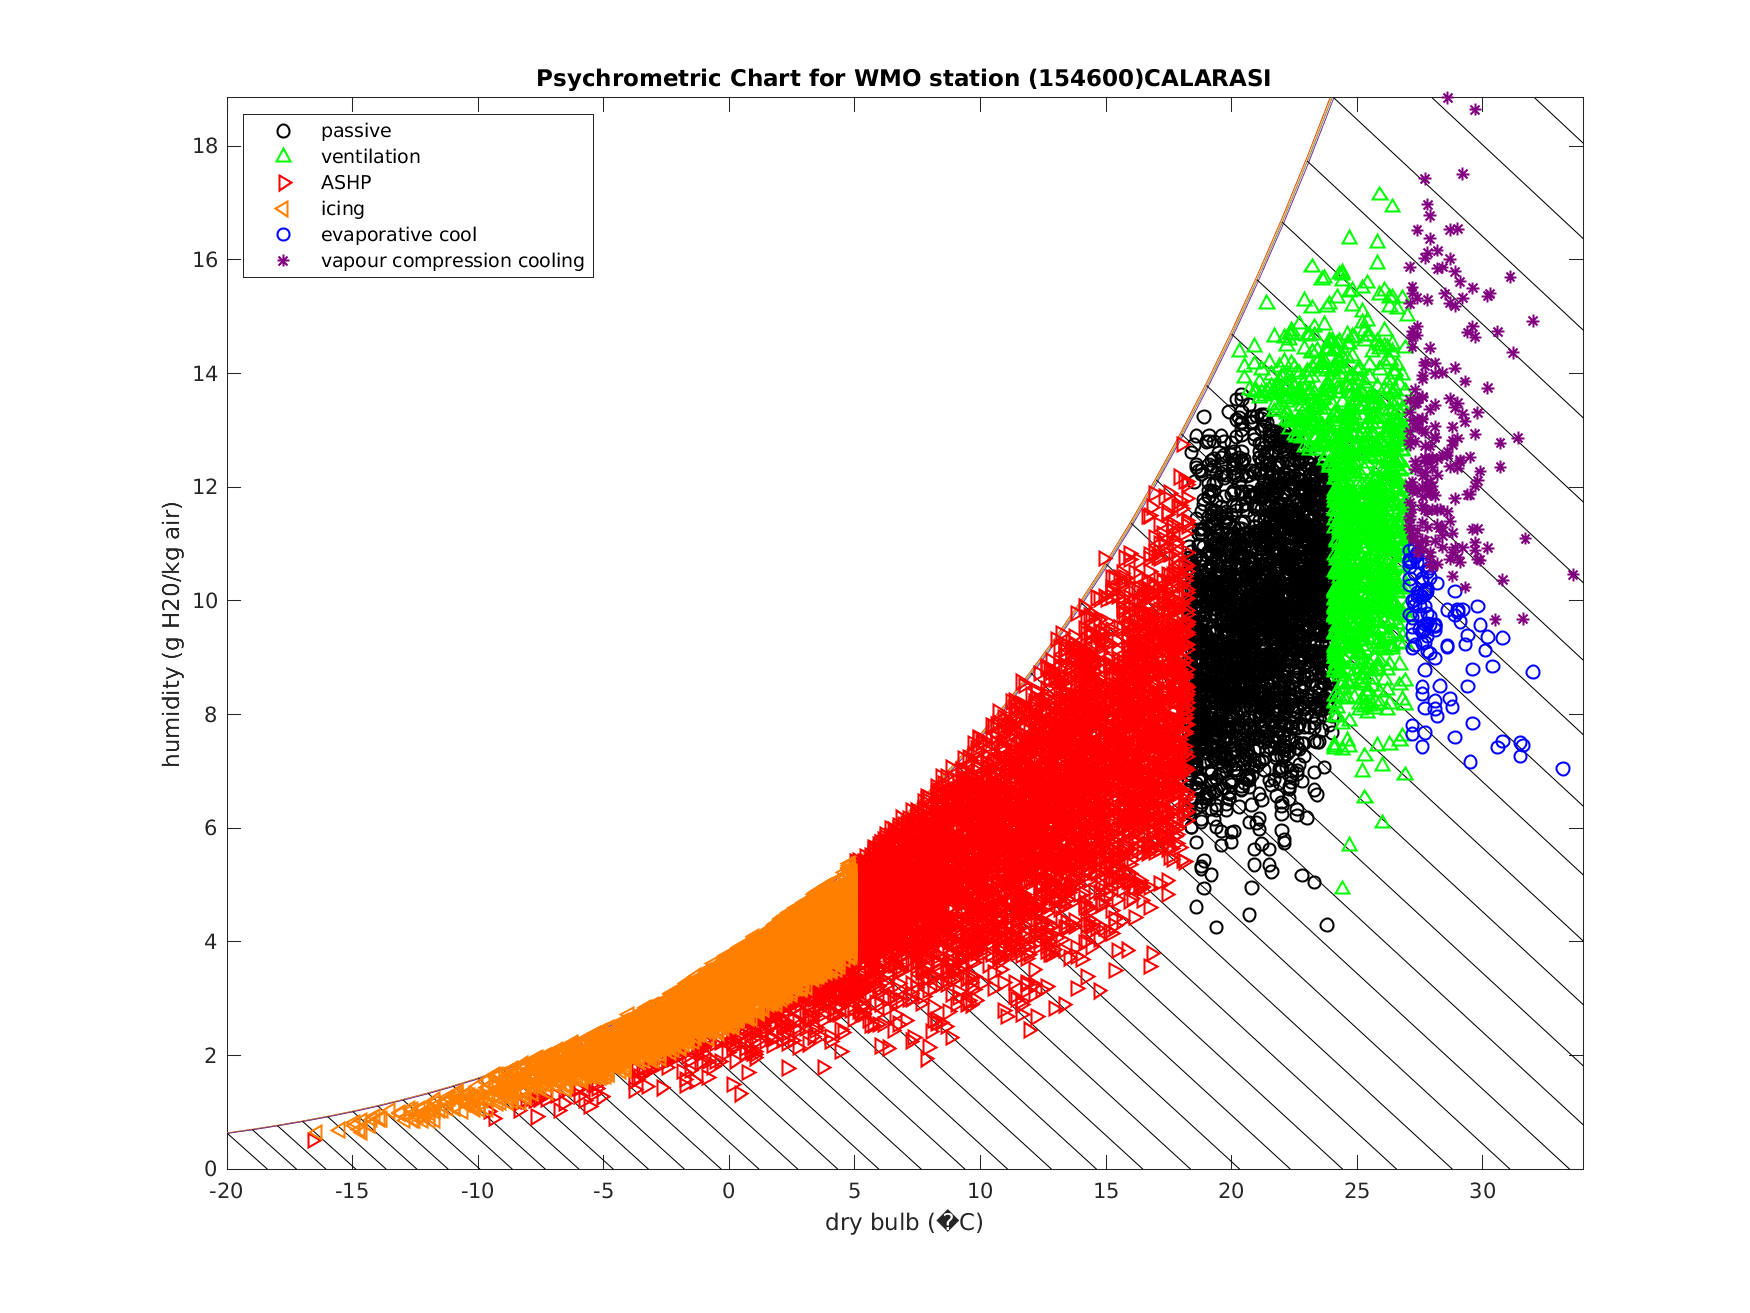 Psychrometric Chart for WMO station (154600)CALARASI
passive
ventilation
ASHP
icing
evaporative cool
vapour compression cooling
humidity (g H20/kg air)
18
16
14
12
10
8
6
4
2
0
-20 -15 -10 -5 0 5 10 15 20 25 30
dry bulb (�C)